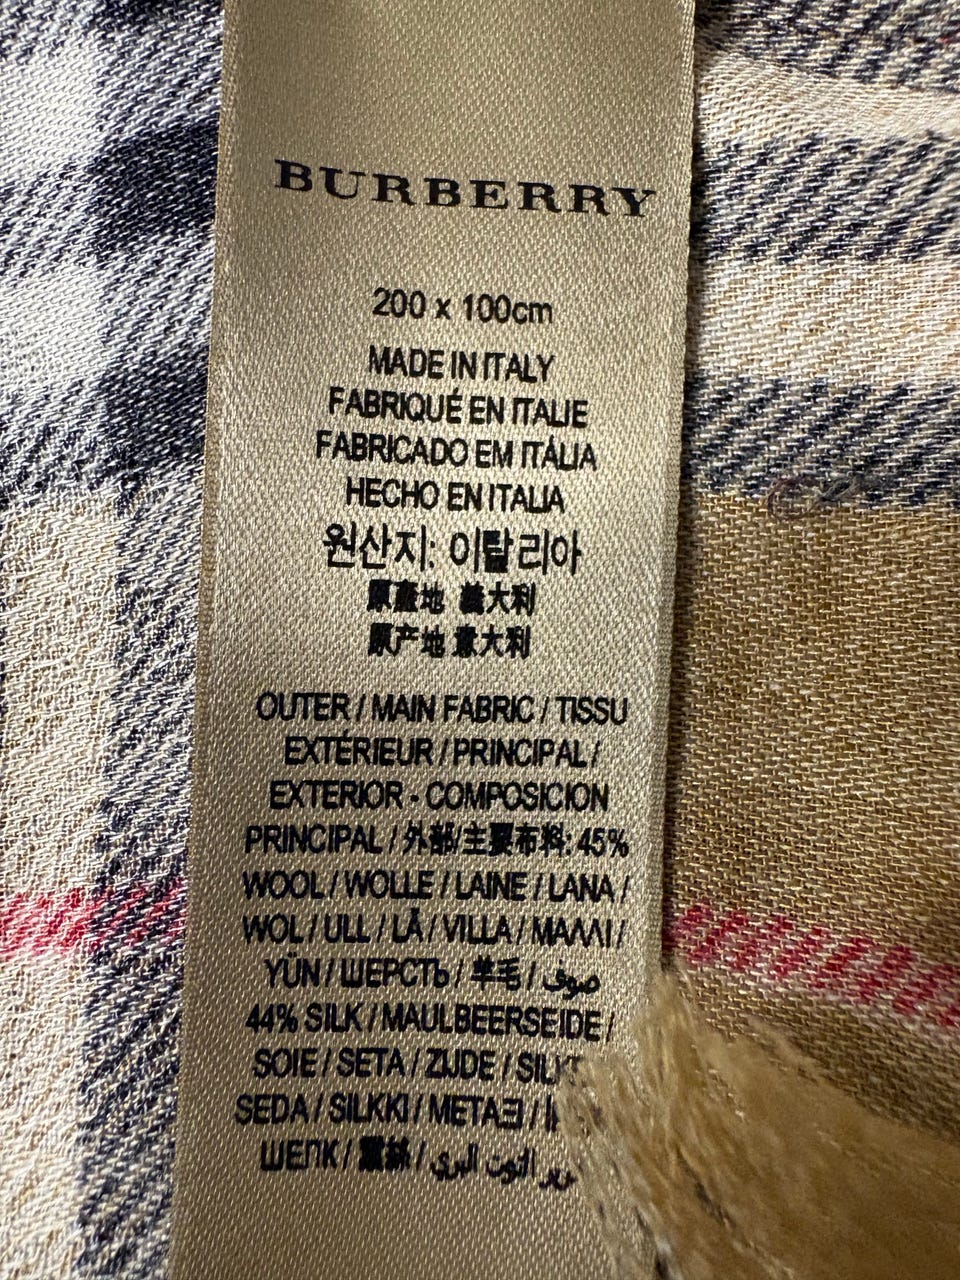 BURBERRY
200 x 100cm
MADE IN ITALY
FABRIQUÉ EN ITALIE
FABRICADO EM ITÁLIA
HECHO EN ITALIA
원산지: 이탈리아
原產地 義大利
原产地 意大利
OUTER / MAIN FABRIC / TISSU
EXTÉRIEUR / PRINCIPAL /
EXTERIOR - COMPOSICION
PRINCIPAL / 外部/主要布料: 45%
WOOL / WOLLE / LAINE / LANA /
WOL / ULL / LÃ / VILLA / ΜΑΛΛΙ /
YÜN / ШЕРСТЬ / 羊毛 / صوف
44% SILK / MAULBEERSEIDE /
SOIE / SETA / ZIJDE /
SEDA / SILKKI / ΜΕΤΑΞΙ /
ШЕЛК / 蠶絲 / التوت البري